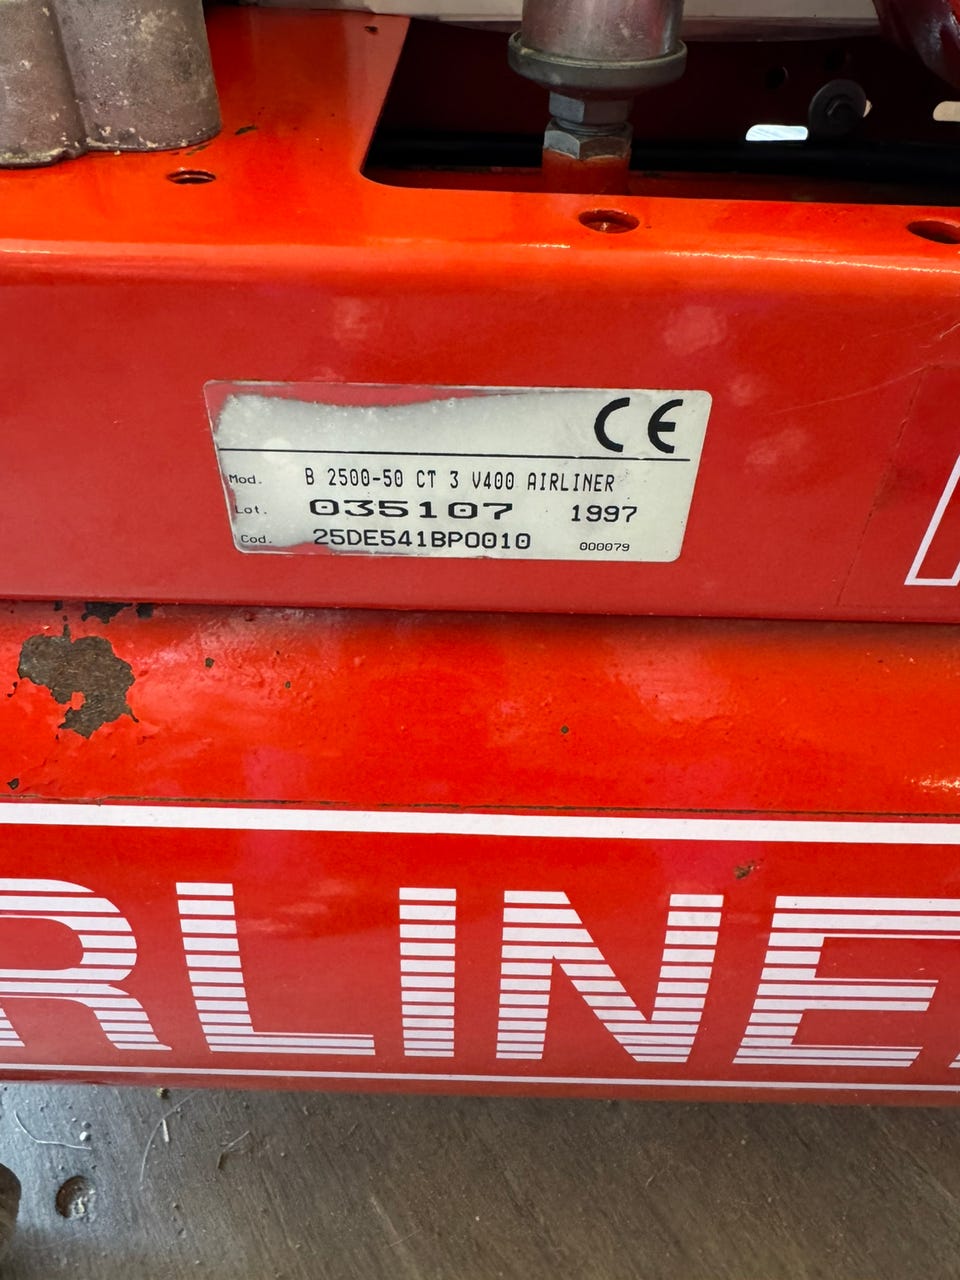 CE
Mod. B 2500-50 CT 3 V400 AIRLINER
Lot. 035107 1997
Cod. 25DE541BP0010 000079
RLINE